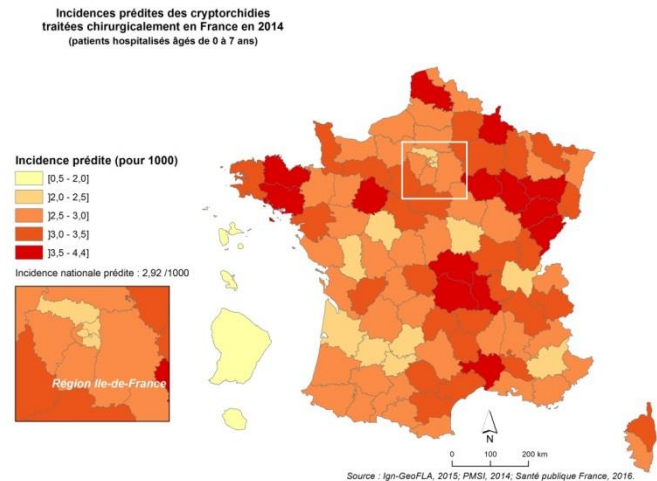 Incidences prédites des cryptorchidies
traitées chirurgicalement en France en 2014
(patients hospitalisés âgés de 0 à 7 ans)
Incidence prédite (pour 1000)
[0,5 - 2,0]
]2,0 - 2,5]
]2,5 - 3,0]
]3,0 - 3,5]
]3,5 - 4,4]
Incidence nationale prédite : 2,92 /1000
Région Ile-de-France
N
0 100 200 km
Source : Ign-GeoFLA, 2015; PMSI, 2014; Santé publique France, 2016.